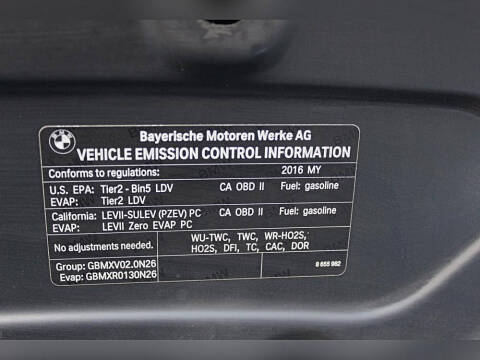 BMW
Bayerische Motoren Werke AG
VEHICLE EMISSION CONTROL INFORMATION
Conforms to regulations: 2016 MY
U.S. EPA: Tier2 - Bin5 LDV CA OBD II Fuel: gasoline
EVAP: Tier2 LDV
California: LEVII-SULEV (PZEV) PC CA OBD II Fuel: gasoline
EVAP: LEVII Zero EVAP PC
No adjustments needed.
WU-TWC, TWC, WR-HO2S,
HO2S, DFI, TC, CAC, DOR
Group: GBMXV02.0N26
Evap: GBMXR0130N26
8 655 982